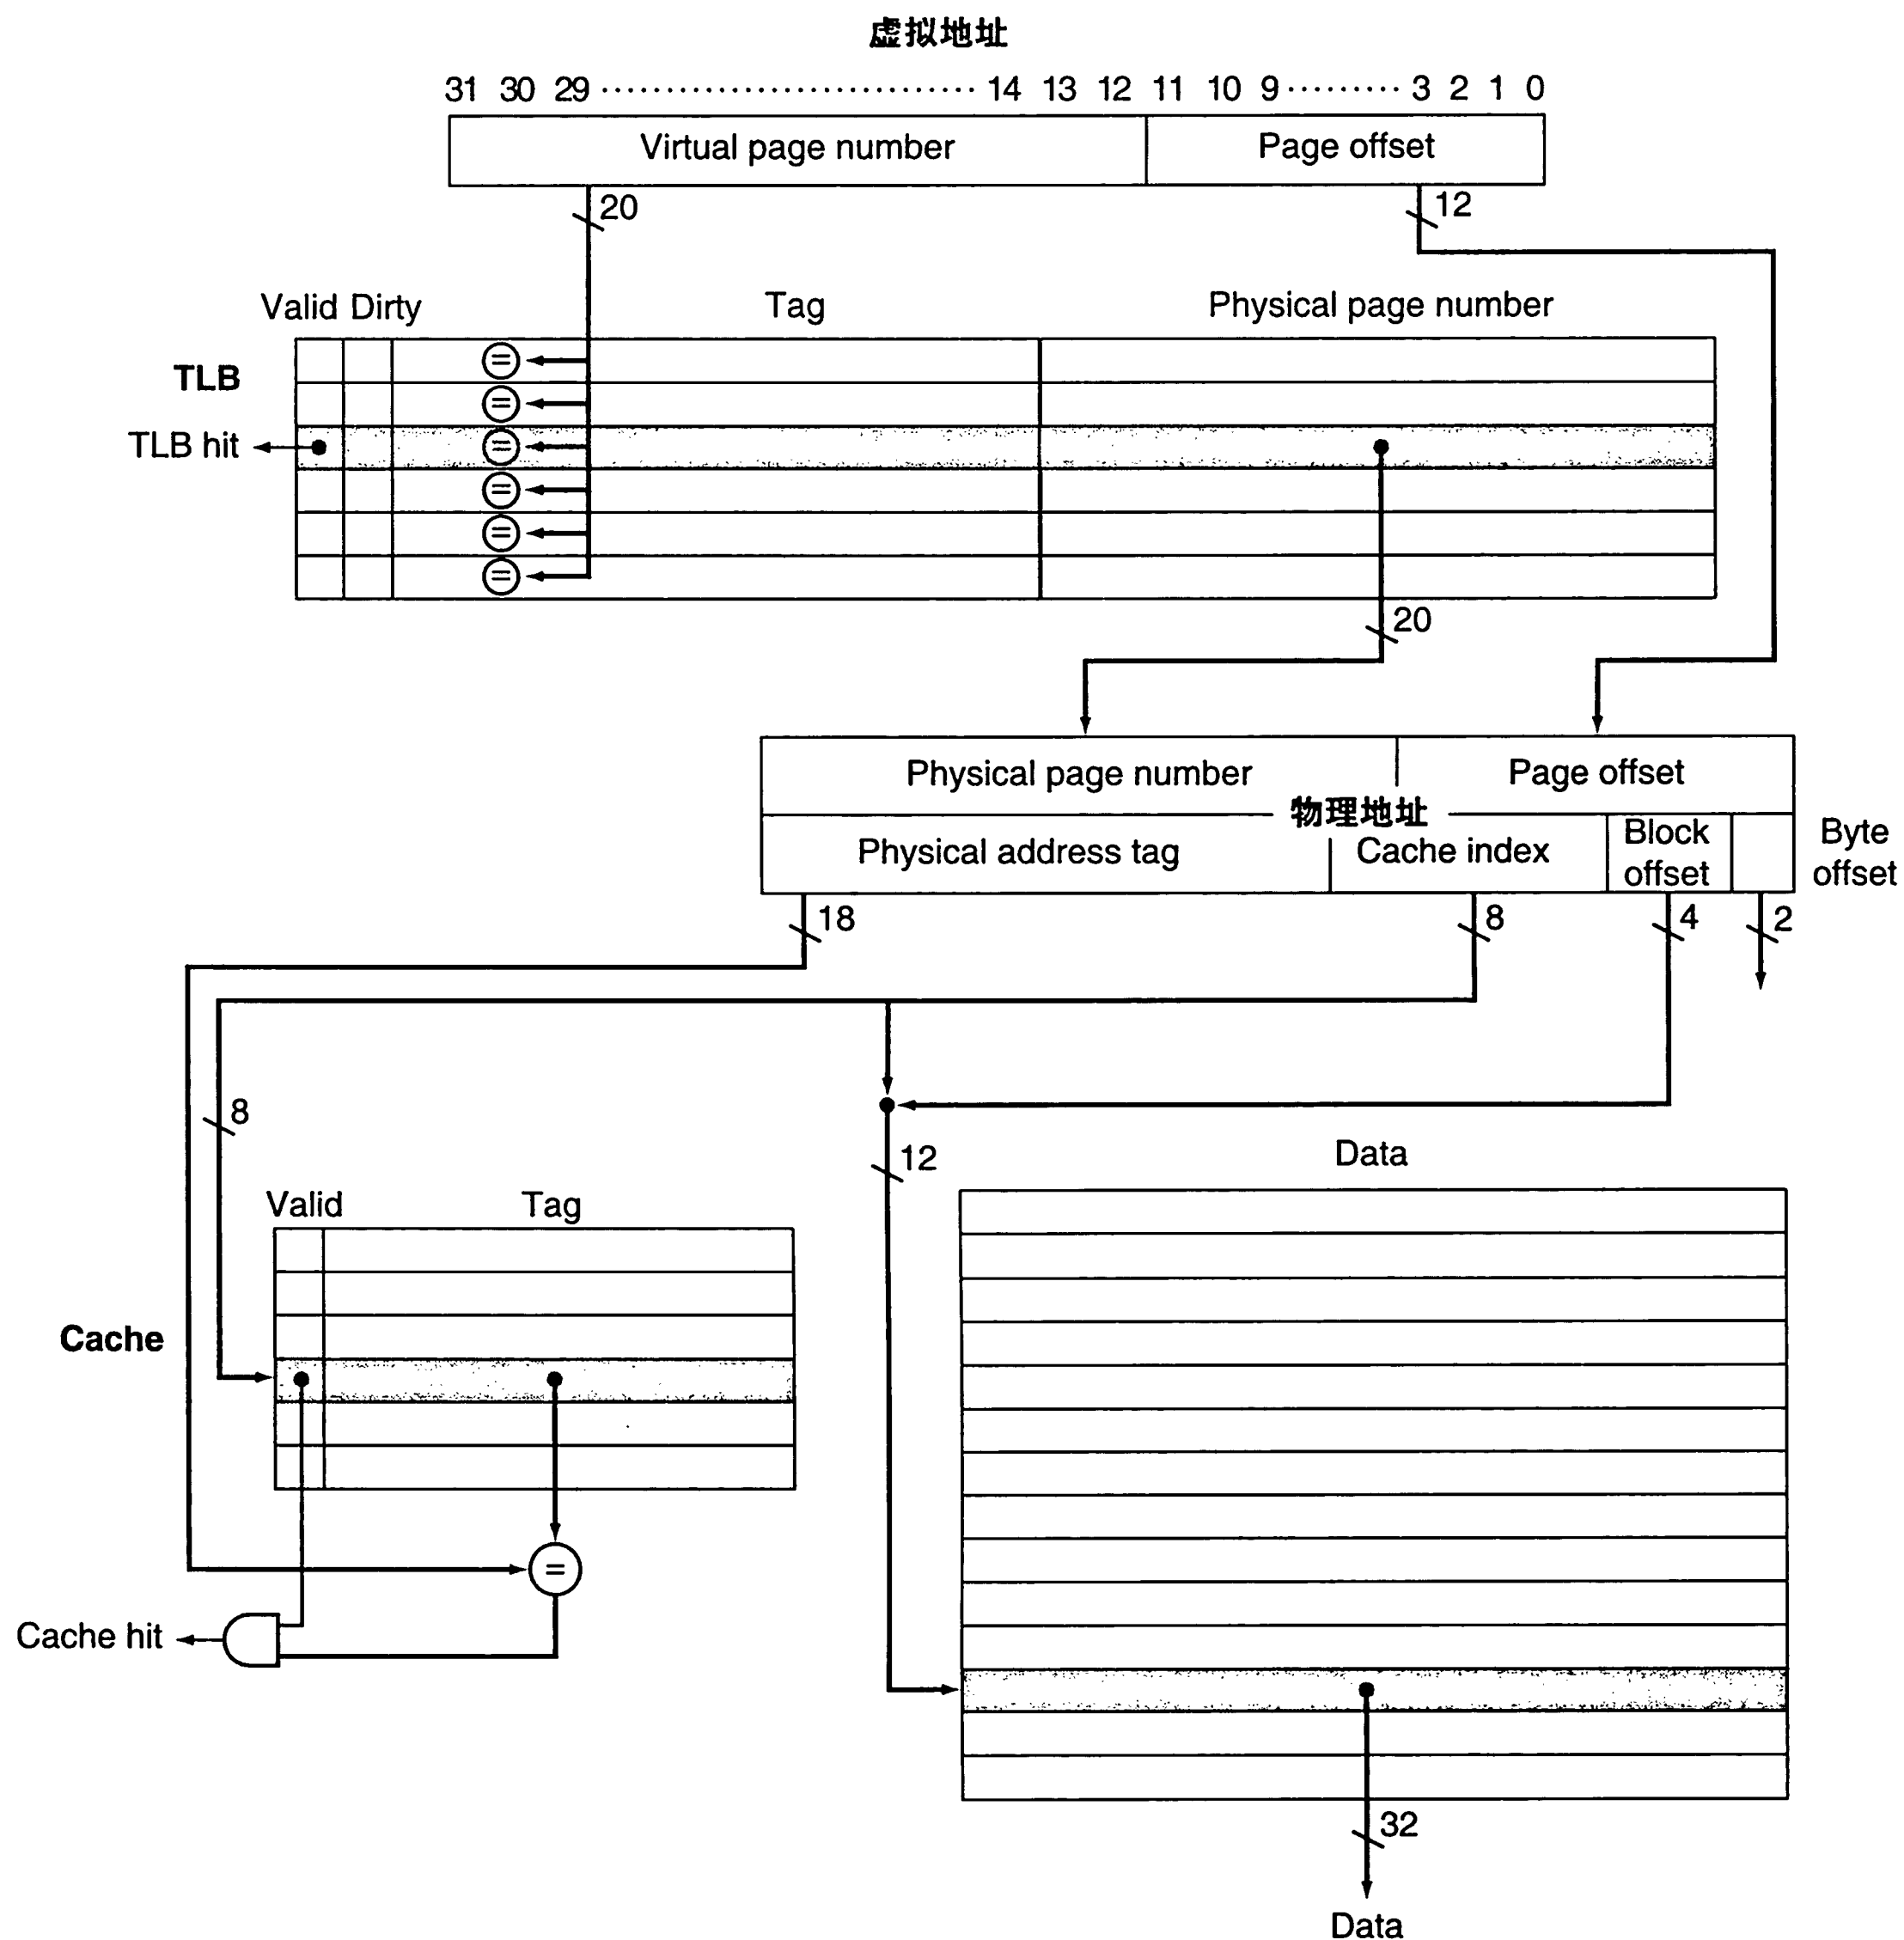 虚拟地址
31 30 29 ··························· 14 13 12 11 10 9 ········· 3 2 1 0
Virtual page number Page offset
20 12
Valid Dirty Tag Physical page number
TLB
=
=
TLB hit =
=
=
=
20
Physical page number Page offset
物理地址
Physical address tag Cache index Block offset Byte offset
18 8 4 2
8
12
Data
Valid Tag
Cache
=
Cache hit
32
Data